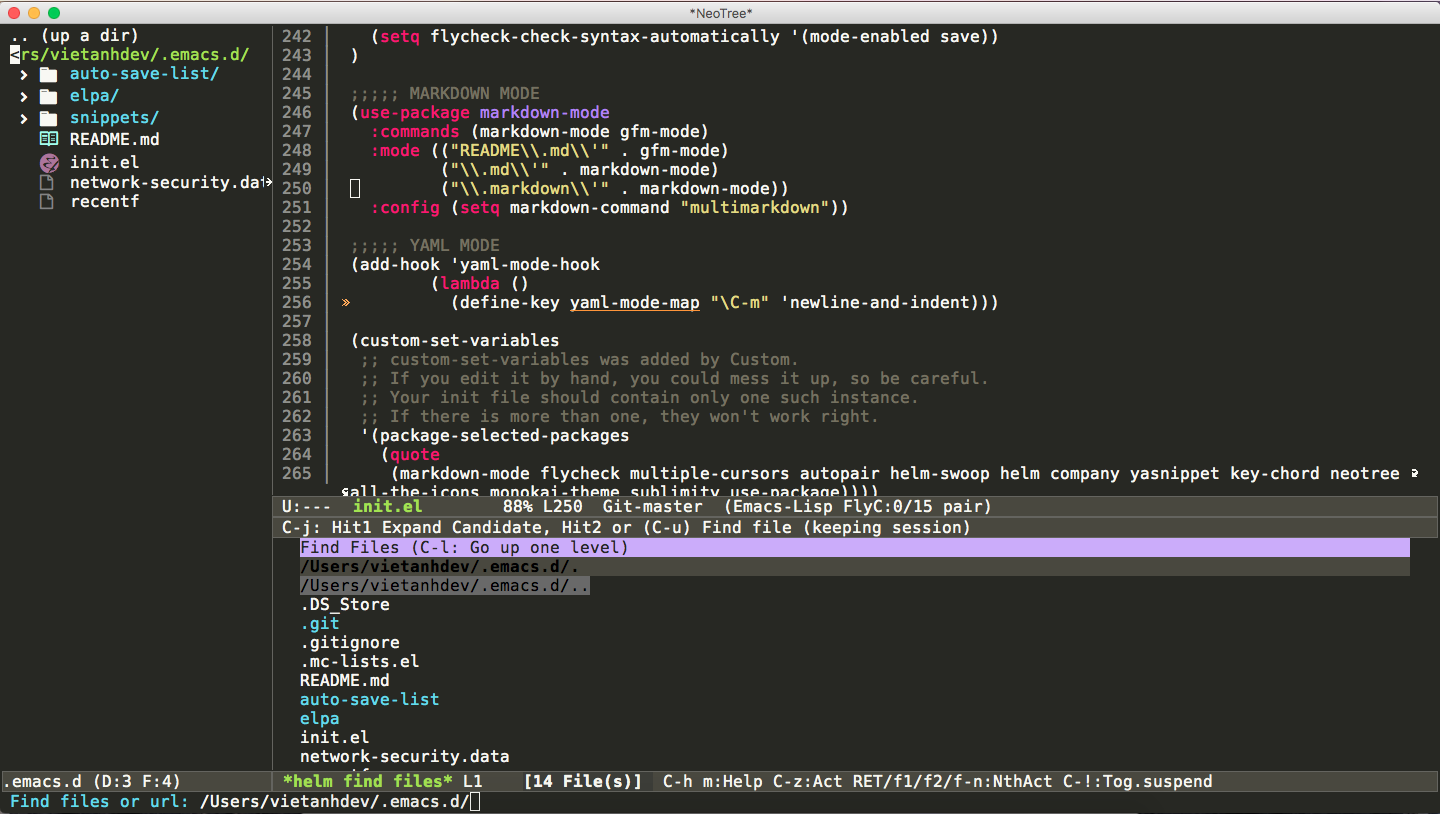 *NeoTree*
.. (up a dir)
<rs/vietanhdev/.emacs.d/
auto-save-list/
elpa/
snippets/
README.md
init.el
network-security.dat
recentf
.emacs.d (D:3 F:4)
242 (setq flycheck-check-syntax-automatically '(mode-enabled save))
243 )
244
245 ;;;;; MARKDOWN MODE
246 (use-package markdown-mode
247 :commands (markdown-mode gfm-mode)
248 :mode (("README\\.md\\'" . gfm-mode)
249 ("\\.md\\'" . markdown-mode)
250 ("\\.markdown\\'" . markdown-mode))
251 :config (setq markdown-command "multimarkdown"))
252
253 ;;;;; YAML MODE
254 (add-hook 'yaml-mode-hook
255 (lambda ()
256 » (define-key yaml-mode-map "\C-m" 'newline-and-indent)))
257
258 (custom-set-variables
259 ;; custom-set-variables was added by Custom.
260 ;; If you edit it by hand, you could mess it up, so be careful.
261 ;; Your init file should contain only one such instance.
262 ;; If there is more than one, they won't work right.
263 '(package-selected-packages
264 (quote
265 (markdown-mode flycheck multiple-cursors autopair helm-swoop helm company yasnippet key-chord neotree
all-the-icons monokai-theme sublimity use-package))))
U:--- init.el 88% L250 Git-master (Emacs-Lisp FlyC:0/15 pair)
C-j: Hit1 Expand Candidate, Hit2 or (C-u) Find file (keeping session)
Find Files (C-l: Go up one level)
/Users/vietanhdev/.emacs.d/.
/Users/vietanhdev/.emacs.d/..
.DS_Store
.git
.gitignore
.mc-lists.el
README.md
auto-save-list
elpa
init.el
network-security.data
*helm find files* L1 [14 File(s)] C-h m:Help C-z:Act RET/f1/f2/f-n:NthAct C-!:Tog.suspend
Find files or url: /Users/vietanhdev/.emacs.d/